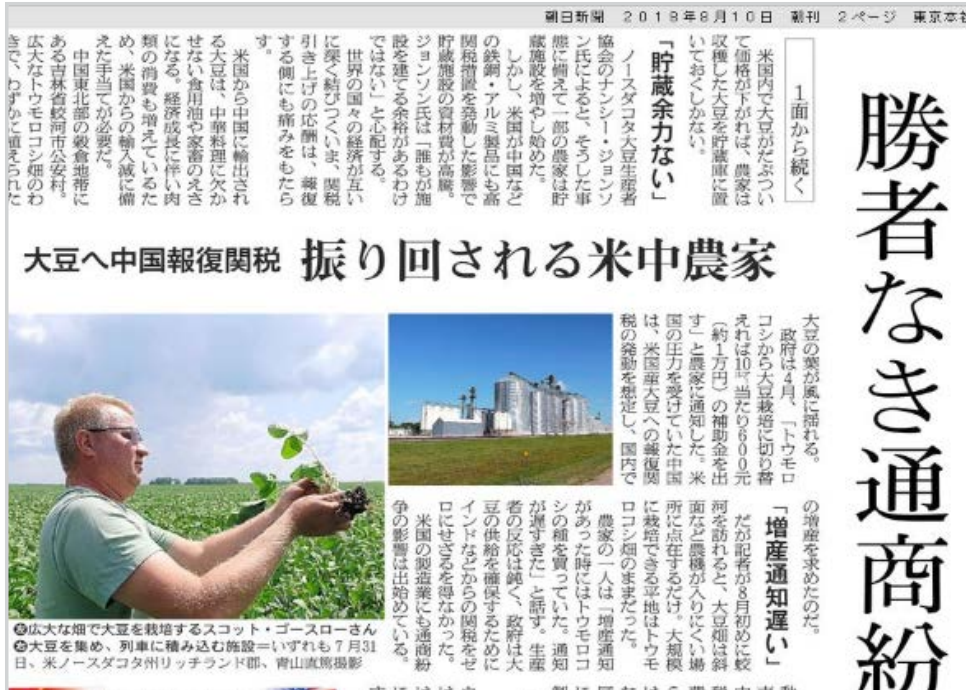 朝日新聞 2018年8月10日 朝刊 2ページ 東京本社
勝者なき通商紛
1面から続く
米国内で大豆がだぶつい
て価格が下がれば、農家は
収穫した大豆を貯蔵庫に置
いておくしかない。
「貯蔵余力ない」
ノースダコタ大豆生産者
協会のナンシー・ジョンソ
ン氏によると、そうした事
態に備えて一部の農家は貯
蔵施設を増やし始めた。
しかし、米国が中国など
の鉄鋼・アルミ製品にも高
関税措置を発動した影響で
貯蔵施設の資材費が高騰。
ジョンソン氏は「誰もが施
設を建てる余裕があるわけ
ではない」と心配する。
世界の国々の経済が互い
に深く結びつくいま、関税
引き上げの応酬は、報復
する側にも痛みをもたら
す。
米国から中国に輸出され
る大豆は、中華料理に欠か
せない食用油や家畜のえさ
になる。経済成長に伴い肉
類の消費も増えているた
め、米国からの輸入減に備
えた手当てが必要だ。
中国東北部の穀倉地帯に
ある吉林省蛟河市公安村。
広大なトウモロコシ畑のわ
きで、わずかに植えられた
大豆へ中国報復関税 振り回される米中農家
大豆の葉が風に揺れる。
政府は4月、「トウモロ
コシから大豆栽培に切り替
えれば10㌃当たり600元
(約1万円)の補助金を出
す」と農家に通知した。米
国の圧力を受けていた中国
は、米国産大豆への報復関
税の発動を想定し、国内で
の増産を求めたのだ。
「増産通知遅い」
だが記者が8月初めに蛟
河を訪れると、大豆畑は斜
面など農機が入りにくい場
所に点在するだけ。大規模
に栽培できる平地はトウモ
ロコシ畑のままだった。
農家の一人は「増産通知
があった時にはトウモロコ
シの種を買っていた。通知
が遅すぎた」と話す。生産
者の反応は鈍く、政府は大
豆の供給を確保するために
インドなどからの関税をゼ
ロにせざるを得なかった。
米国の製造業にも通商紛
争の影響は出始めている。
㊧広大な畑で大豆を栽培するスコット・ゴースローさん
㊨大豆を集め、列車に積み込む施設=いずれも7月31
日、米ノースダコタ州リッチランド郡、青山直篤撮影